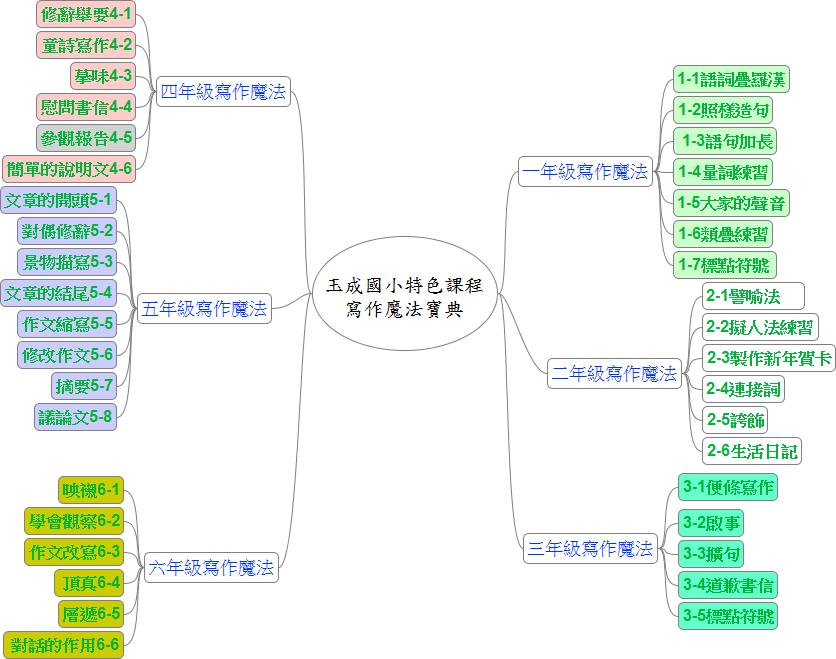 玉成國小特色課程
寫作魔法寶典
一年級寫作魔法
1-1語詞疊羅漢
1-2照樣造句
1-3語句加長
1-4量詞練習
1-5大家的聲音
1-6類疊練習
1-7標點符號
二年級寫作魔法
2-1譬喻法
2-2擬人法練習
2-3製作新年賀卡
2-4連接詞
2-5誇飾
2-6生活日記
三年級寫作魔法
3-1便條寫作
3-2啟事
3-3擴句
3-4道歉書信
3-5標點符號
四年級寫作魔法
修辭舉要4-1
童詩寫作4-2
摹味4-3
慰問書信4-4
參觀報告4-5
簡單的說明文4-6
五年級寫作魔法
文章的開頭5-1
對偶修辭5-2
景物描寫5-3
文章的結尾5-4
作文縮寫5-5
修改作文5-6
摘要5-7
議論文5-8
六年級寫作魔法
映襯6-1
學會觀察6-2
作文改寫6-3
頂真6-4
層遞6-5
對話的作用6-6